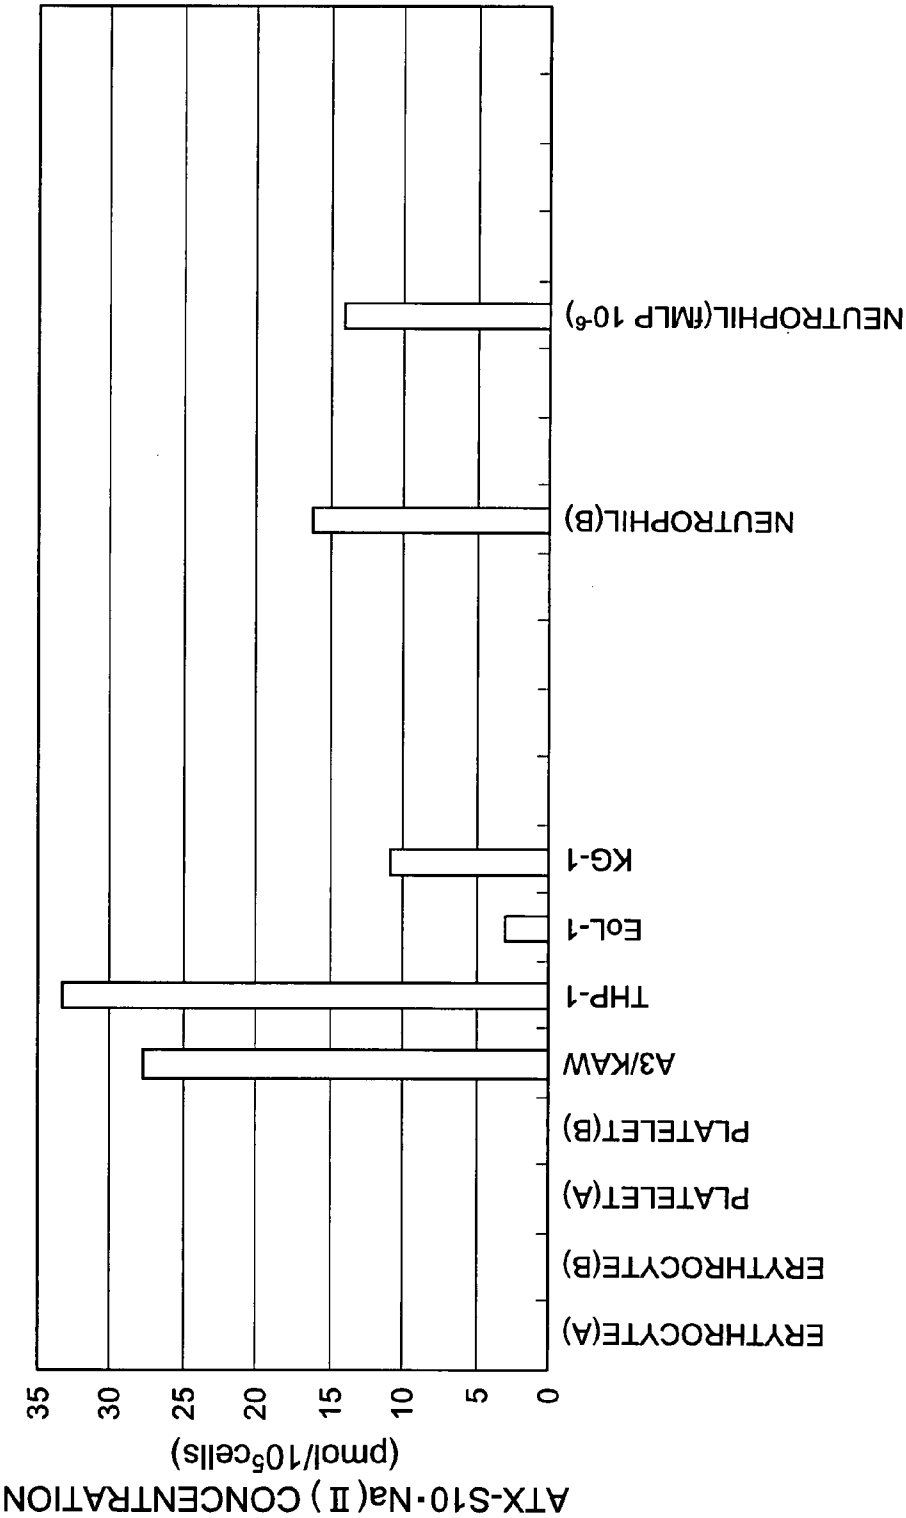 ATX-S10·Na(Ⅱ) CONCENTRATION
(pmol/10⁵cells)
0
5
10
15
20
25
30
35
ERYTHROCYTE(A)
ERYTHROCYTE(B)
PLATELET(A)
PLATELET(B)
A3/KAW
THP-1
EoL-1
KG-1
NEUTROPHIL(B)
NEUTROPHIL(fMLP 10⁻⁶)